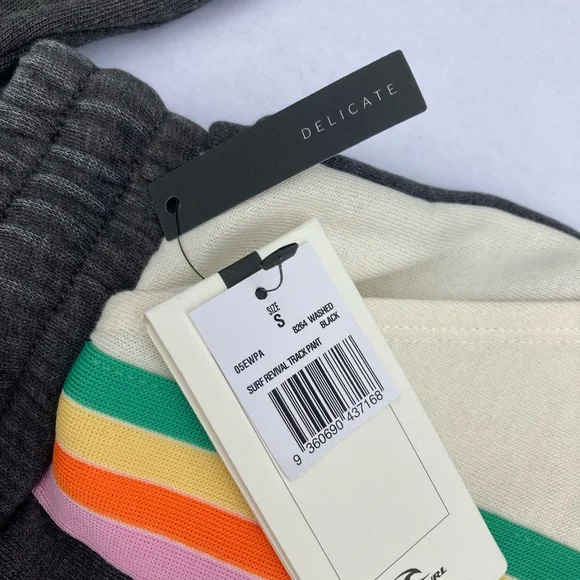 DELICATE
SIZE
S
05EWPA
8264 WASHED
BLACK
SURF REVIVAL TRACK PANT
9 360690 437168